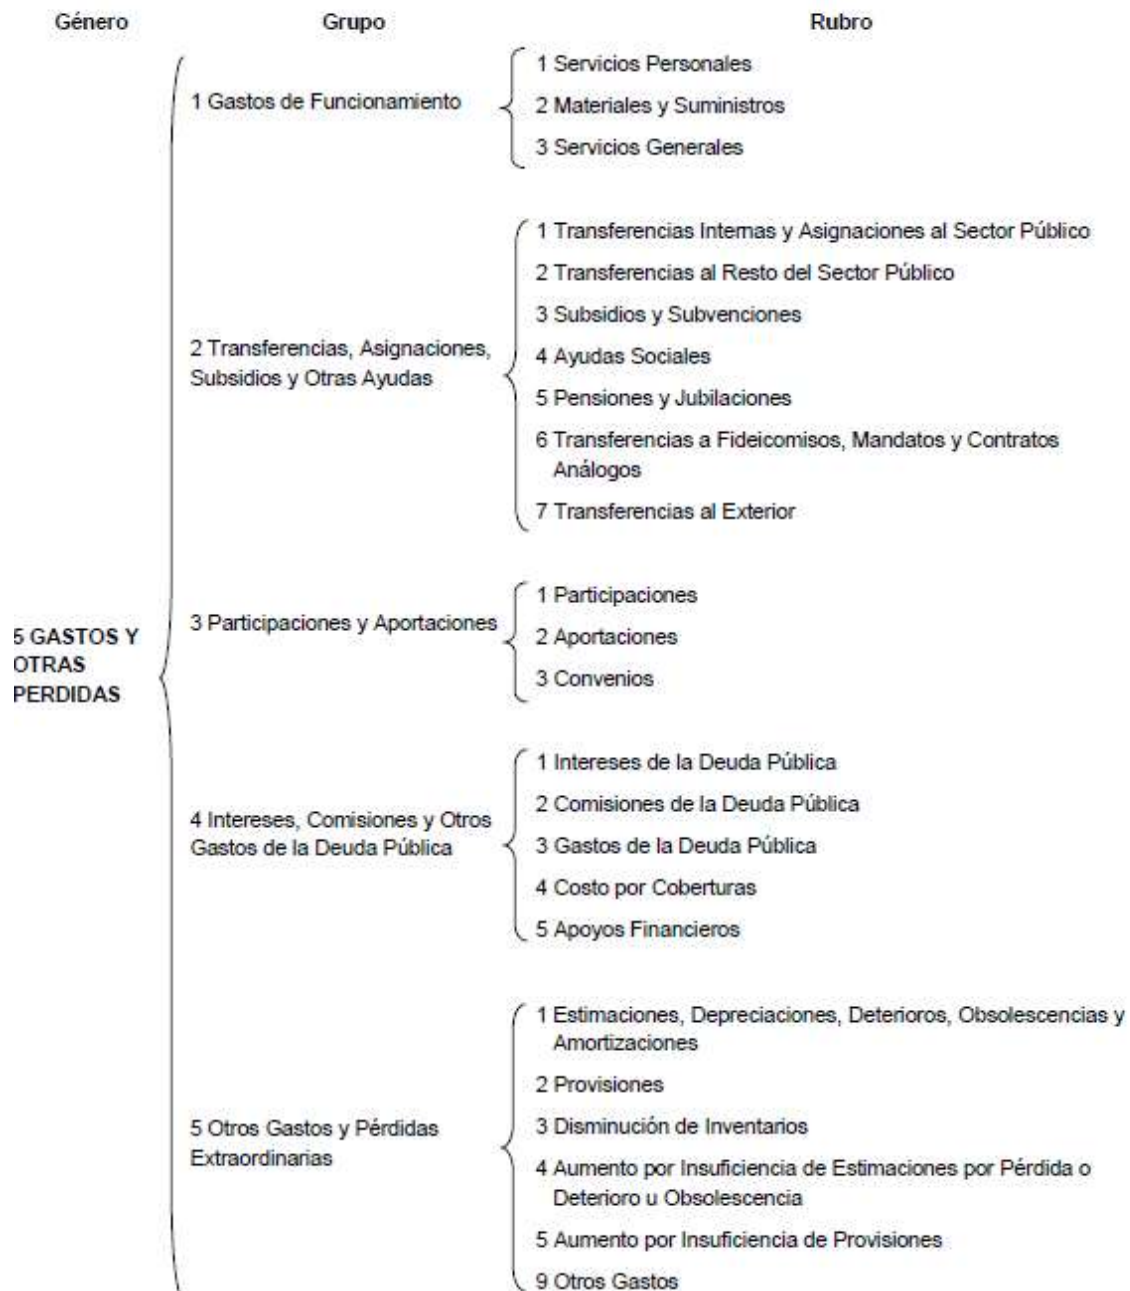 Género Grupo Rubro
1 Gastos de Funcionamiento
1 Servicios Personales
2 Materiales y Suministros
3 Servicios Generales
2 Transferencias, Asignaciones,
Subsidios y Otras Ayudas
1 Transferencias Internas y Asignaciones al Sector Público
2 Transferencias al Resto del Sector Público
3 Subsidios y Subvenciones
4 Ayudas Sociales
5 Pensiones y Jubilaciones
6 Transferencias a Fideicomisos, Mandatos y Contratos
Análogos
7 Transferencias al Exterior
5 GASTOS Y
OTRAS
PERDIDAS
3 Participaciones y Aportaciones
1 Participaciones
2 Aportaciones
3 Convenios
4 Intereses, Comisiones y Otros
Gastos de la Deuda Pública
1 Intereses de la Deuda Pública
2 Comisiones de la Deuda Pública
3 Gastos de la Deuda Pública
4 Costo por Coberturas
5 Apoyos Financieros
5 Otros Gastos y Pérdidas
Extraordinarias
1 Estimaciones, Depreciaciones, Deterioros, Obsolescencias y
Amortizaciones
2 Provisiones
3 Disminución de Inventarios
4 Aumento por Insuficiencia de Estimaciones por Pérdida o
Deterioro u Obsolescencia
5 Aumento por Insuficiencia de Provisiones
9 Otros Gastos